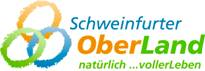 Schweinfurter
OberLand
natürlich ...vollerLeben